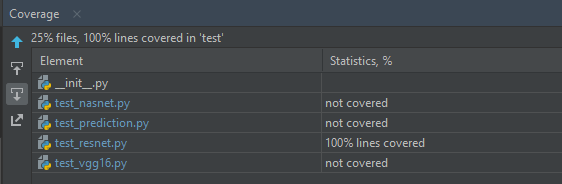 Coverage ×
25% files, 100% lines covered in 'test'
Element Statistics, %
__init__.py
test_nasnet.py not covered
test_prediction.py not covered
test_resnet.py 100% lines covered
test_vgg16.py not covered